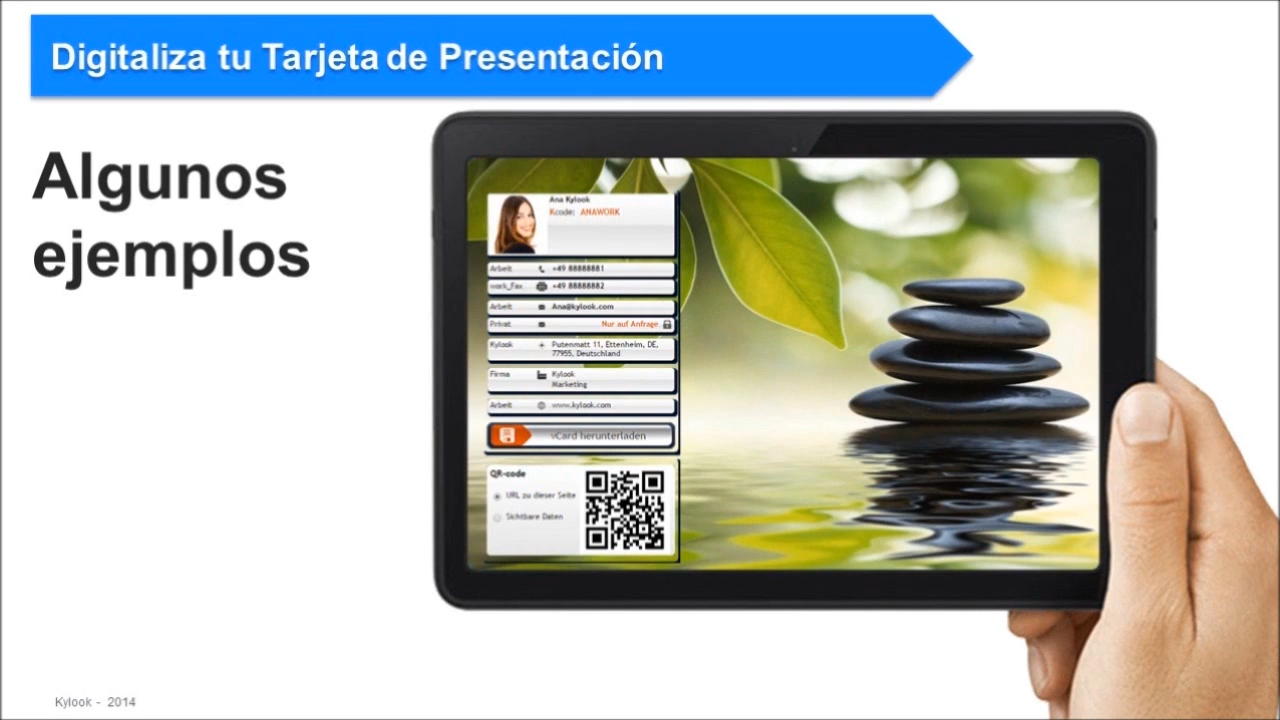 Digitaliza tu Tarjeta de Presentación
Algunos
ejemplos
Ana Kylook
Kcode: ANAWORK
Arbeit +49 88888881
work_Fax +49 88888882
Arbeit Ana@kylook.com
Privat Nur auf Anfrage
Kylook Putenmatt 11, Ettenheim, DE,
77955, Deutschland
Firma Kylook
Marketing
Arbeit www.kylook.com
vCard herunterladen
QR-code
URL zu dieser Seite
Sichtbare Daten
Kylook - 2014